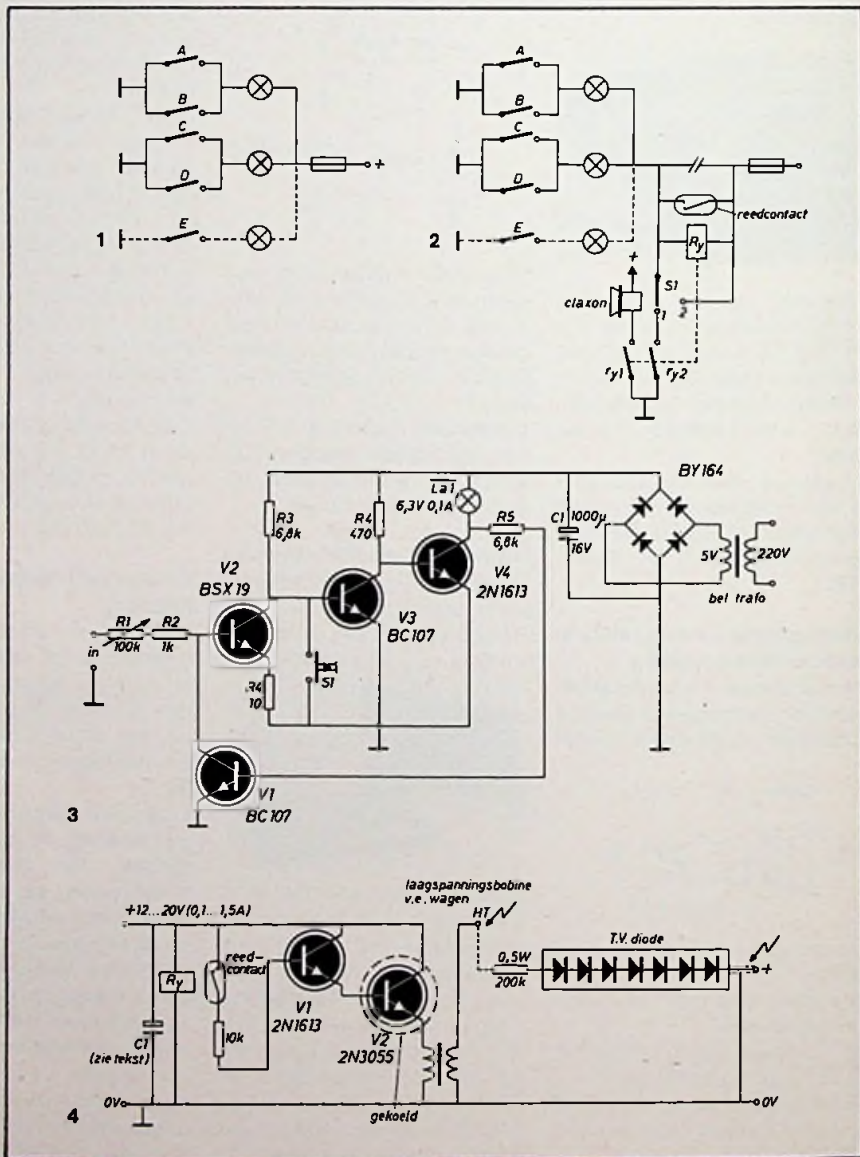 A
B
C
D
E
+
1
A
B
C
D
E
reedcontact
Ry
S1
1
2
+
claxon
ry1
ry2
2
R3
6,8k
R4
470
La1
6,3V 0,1A
R5
6,8k
C1
1000µ
16V
BY164
5V
220V
bel trafo
V2
BSX 19
V3
BC107
V4
2N1613
R1
100k
R2
1k
in
R4
10
S1
V1
BC107
3
+12...20V (0,1...1,5A)
Ry
reed-
contact
10k
C1
(zie tekst)
V1
2N1613
V2
2N3055
gekoeld
laagspanningsbobine
v.e. wagen
HT
0,5W
200k
T.V. diode
+
0V
0V
4